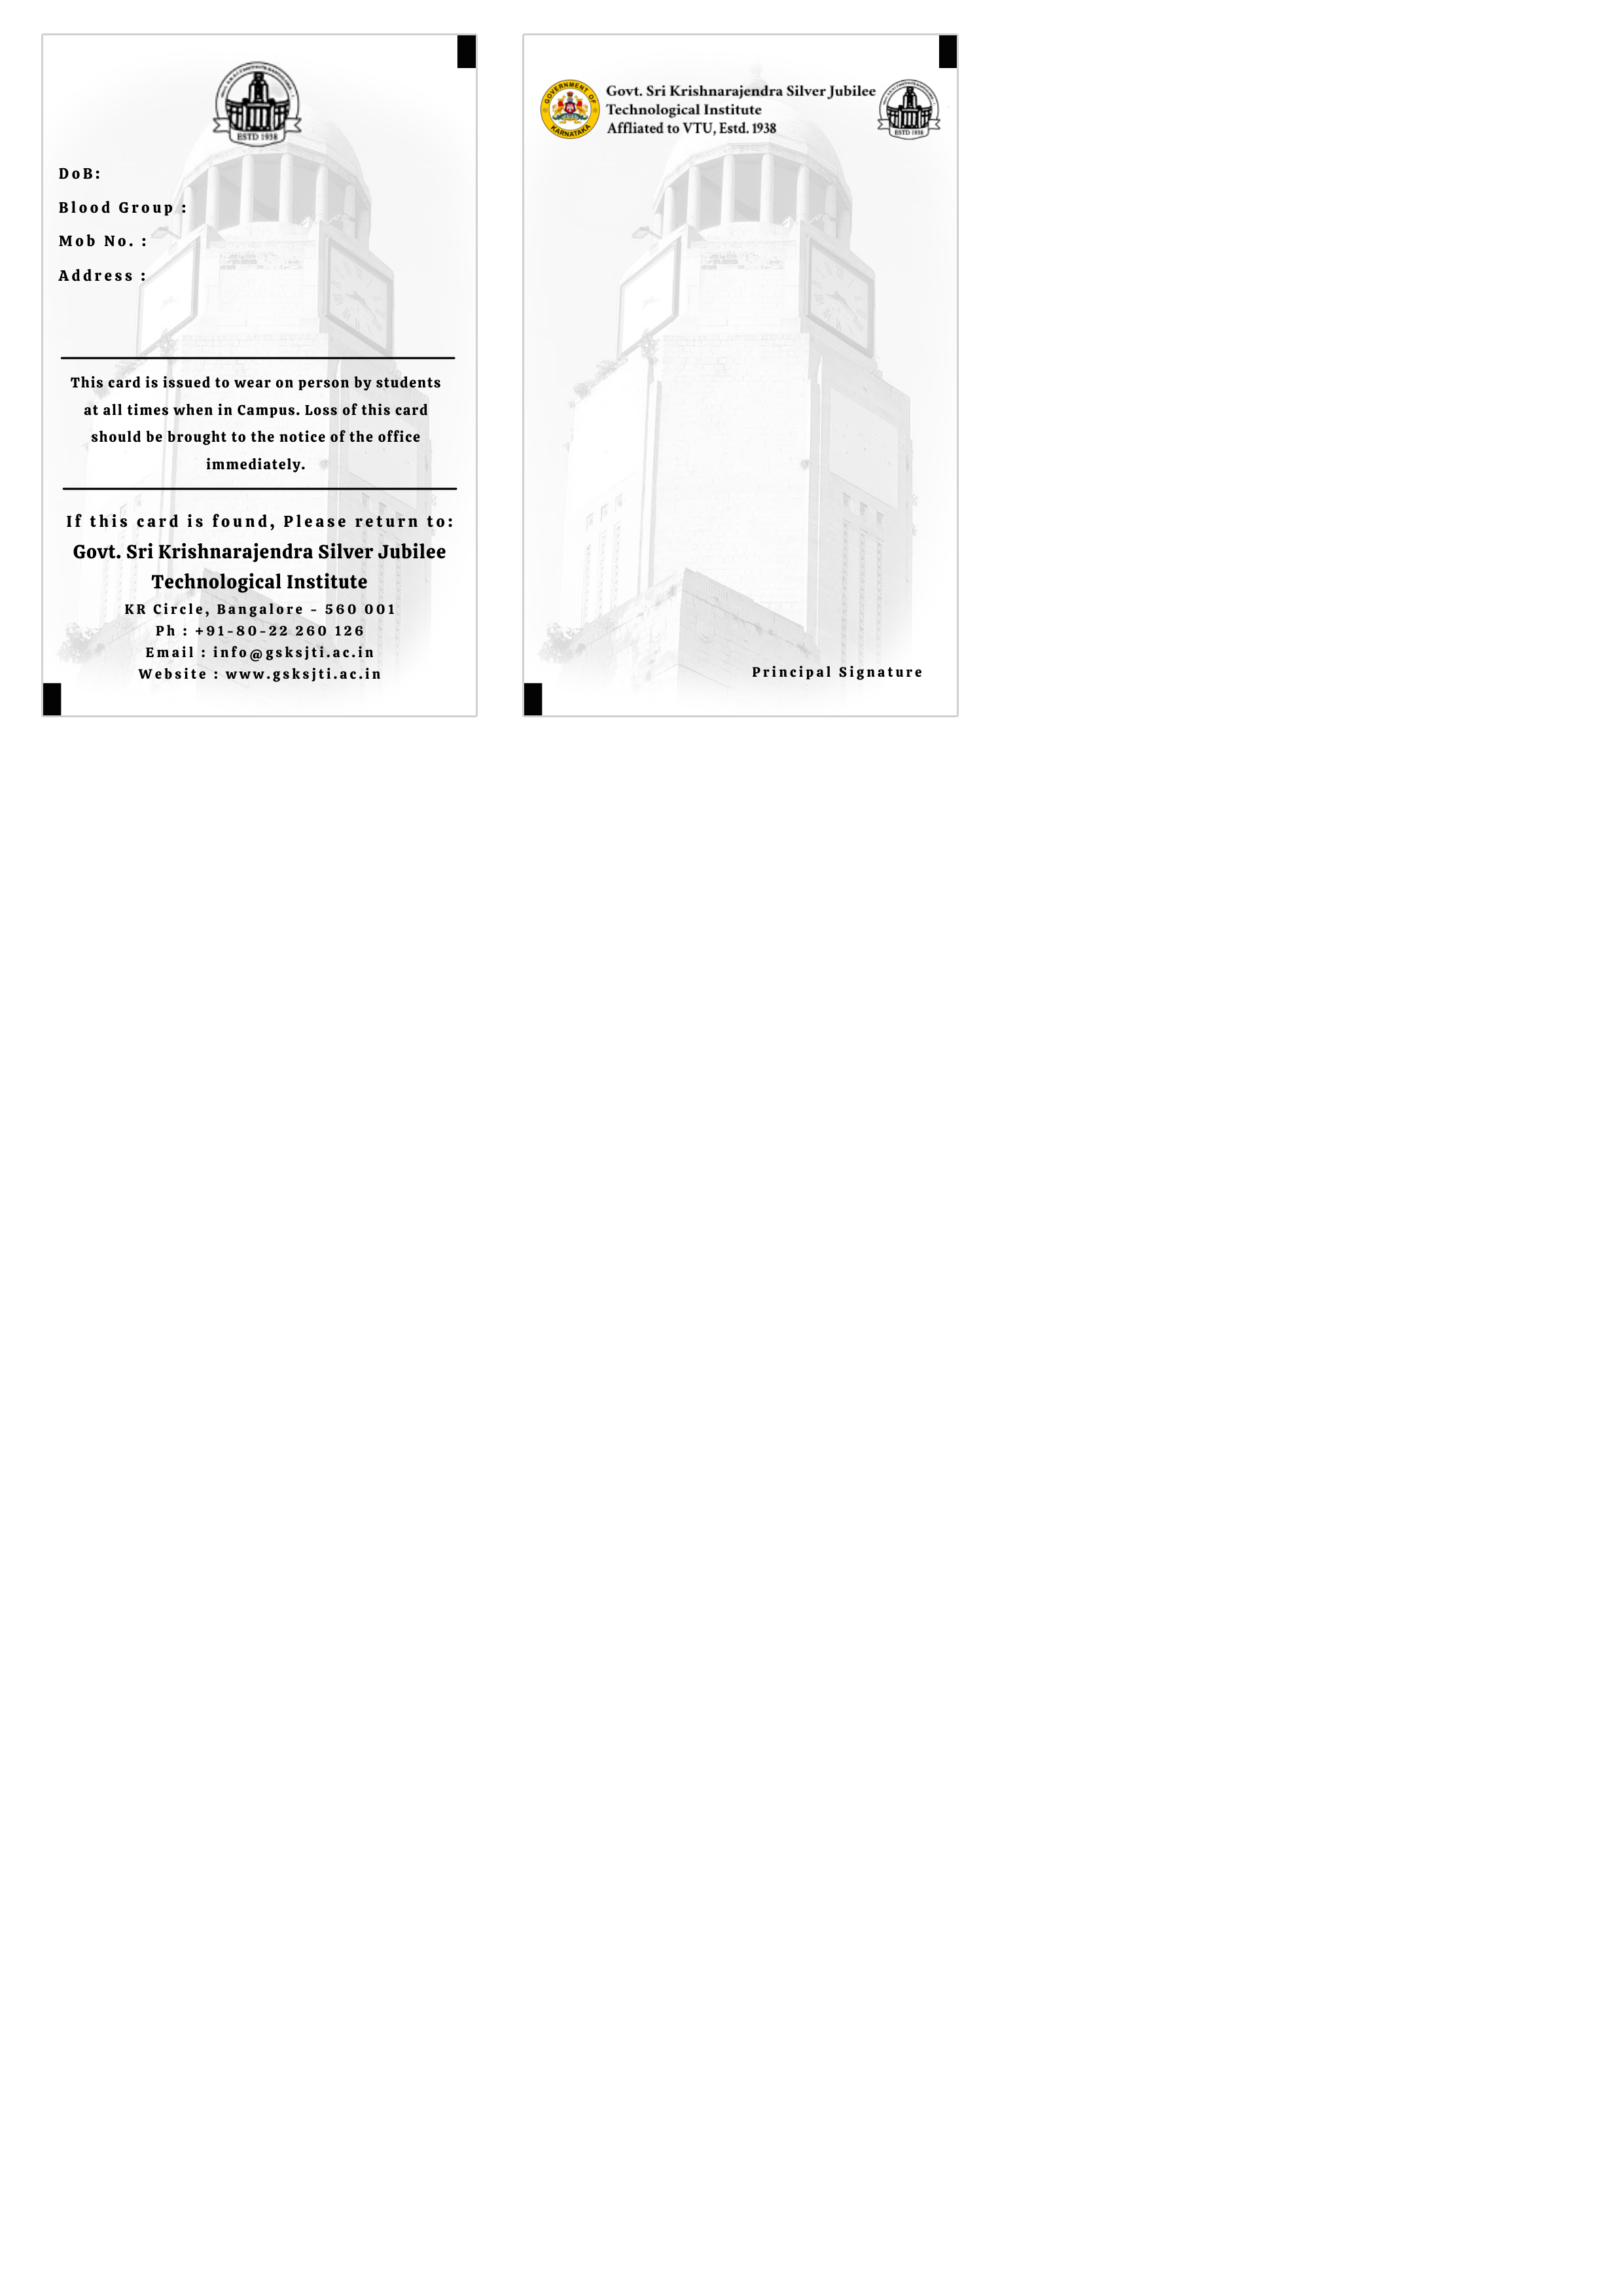 ESTD 1938
DoB:
Blood Group :
Mob No. :
Address :
This card is issued to wear on person by students
at all times when in Campus. Loss of this card
should be brought to the notice of the office
immediately.
If this card is found, Please return to:
Govt. Sri Krishnarajendra Silver Jubilee
Technological Institute
KR Circle, Bangalore - 560 001
Ph : +91-80-22 260 126
Email : info@gsksjti.ac.in
Website : www.gsksjti.ac.in
GOVERNMENT OF
KARNATAKA
Govt. Sri Krishnarajendra Silver Jubilee
Technological Institute
Affliated to VTU, Estd. 1938
ESTD 1938
Principal Signature